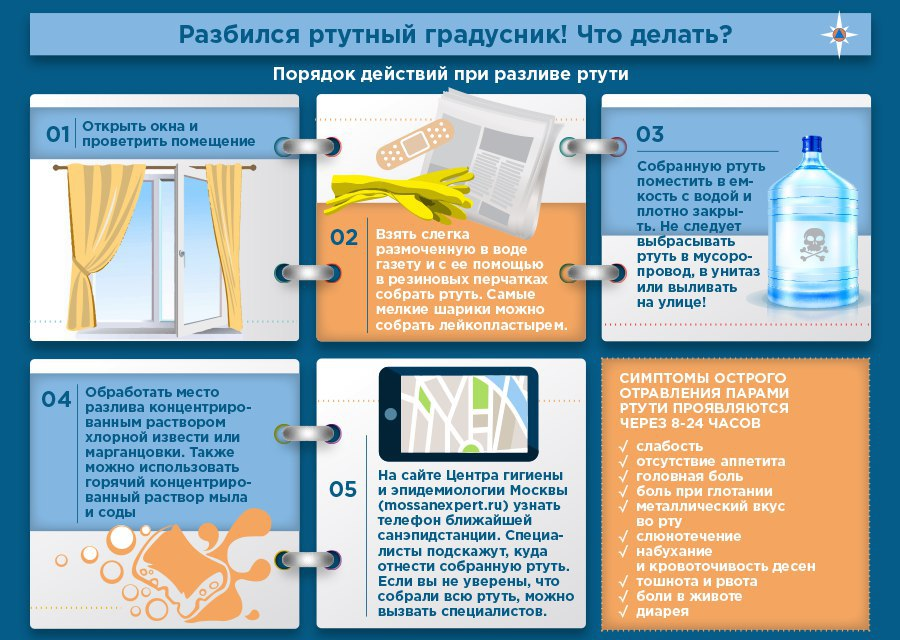 Разбился ртутный градусник! Что делать?
Порядок действий при разливе ртути
01
Открыть окна и
проветрить помещение
02
Взять слегка
размоченную в воде
газету и с ее помощью
в резиновых перчатках
собрать ртуть. Самые
мелкие шарики можно
собрать лейкопластырем.
03
Собранную ртуть
поместить в ем-
кость с водой и
плотно закры-
ть. Не следует
выбрасывать
ртуть в мусоро-
провод, в унитаз
или выливать
на улице!
04
Обработать место
разлива концентриро-
ванным раствором
хлорной извести или
марганцовки. Также
можно использовать
горячий концентриро-
ванный раствор мыла
и соды
05
На сайте Центра гигиены
и эпидемиологии Москвы
(mossanexpert.ru) узнать
телефон ближайшей
санэпидстанции. Специа-
листы подскажут, куда
отнести собранную ртуть.
Если вы не уверены, что
собрали всю ртуть, можно
вызвать специалистов.
СИМПТОМЫ ОСТРОГО
ОТРАВЛЕНИЯ ПАРАМИ
РТУТИ ПРОЯВЛЯЮТСЯ
ЧЕРЕЗ 8-24 ЧАСОВ
√ слабость
√ отсутствие аппетита
√ головная боль
√ боль при глотании
√ металлический вкус
во рту
√ слюнотечение
√ набухание
и кровоточивость десен
√ тошнота и рвота
√ боли в животе
√ диарея